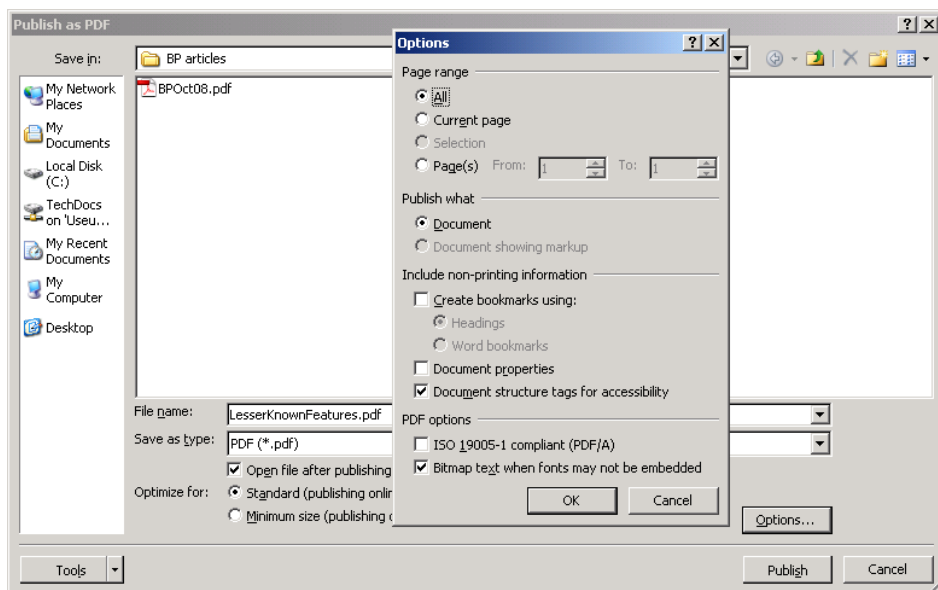 Publish as PDF
Save in:
BP articles
My Network
Places
My
Documents
Local Disk
(C:)
TechDocs
on 'Useu...
My Recent
Documents
My
Computer
Desktop
BPOct08.pdf
File name:
LesserKnownFeatures.pdf
Save as type:
PDF (*.pdf)
Open file after publishing
Optimize for:
Standard (publishing onlin
Minimum size (publishing
Options...
Tools
Publish
Cancel
Options
Page range
All
Current page
Selection
Page(s) From: 1 To: 1
Publish what
Document
Document showing markup
Include non-printing information
Create bookmarks using:
Headings
Word bookmarks
Document properties
Document structure tags for accessibility
PDF options
ISO 19005-1 compliant (PDF/A)
Bitmap text when fonts may not be embedded
OK
Cancel